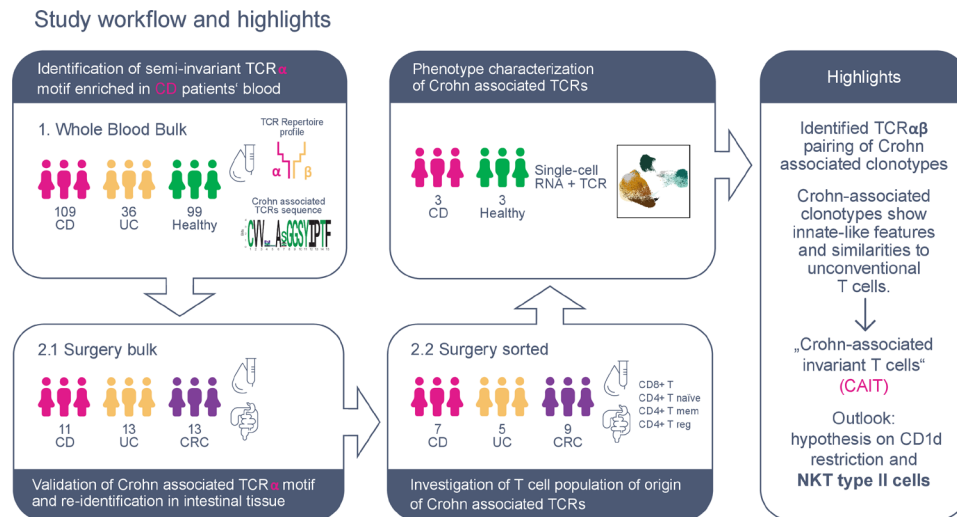 Study workflow and highlights
Identification of semi-invariant TCRα
motif enriched in CD patients' blood
1. Whole Blood Bulk
TCR Repertoire
profile
α
β
109
CD
36
UC
99
Healthy
Crohn associated
TCRs sequence
CVV
A
GGSYIPTF
2.1 Surgery bulk
11
CD
13
UC
13
CRC
Validation of Crohn associated TCRα motif
and re-identification in intestinal tissue
2.2 Surgery sorted
7
CD
5
UC
9
CRC
CD8+ T
CD4+ T naïve
CD4+ T mem
CD4+ T reg
Investigation of T cell population of origin
of Crohn associated TCRs
Phenotype characterization
of Crohn associated TCRs
3
CD
3
Healthy
Single-cell
RNA + TCR
Highlights
Identified TCRαβ
pairing of Crohn
associated clonotypes
Crohn-associated
clonotypes show
innate-like features
and similarities to
unconventional
T cells.
„Crohn-associated
invariant T cells“
(CAIT)
Outlook:
hypothesis on CD1d
restriction and
NKT type II cells